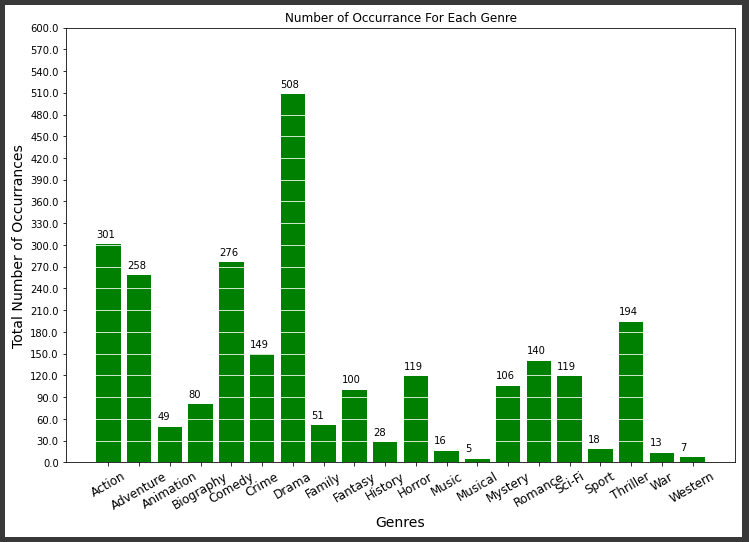 Number of Occurrance For Each Genre
600.0
570.0
540.0
510.0
480.0
450.0
420.0
390.0
360.0
330.0
300.0
270.0
240.0
210.0
180.0
150.0
120.0
90.0
60.0
30.0
0.0
Total Number of Occurrances
301
258
49
80
276
149
508
51
100
28
119
16
5
106
140
119
18
194
13
7
Action
Adventure
Animation
Biography
Comedy
Crime
Drama
Family
Fantasy
History
Horror
Music
Musical
Mystery
Romance
Sci-Fi
Sport
Thriller
War
Western
Genres